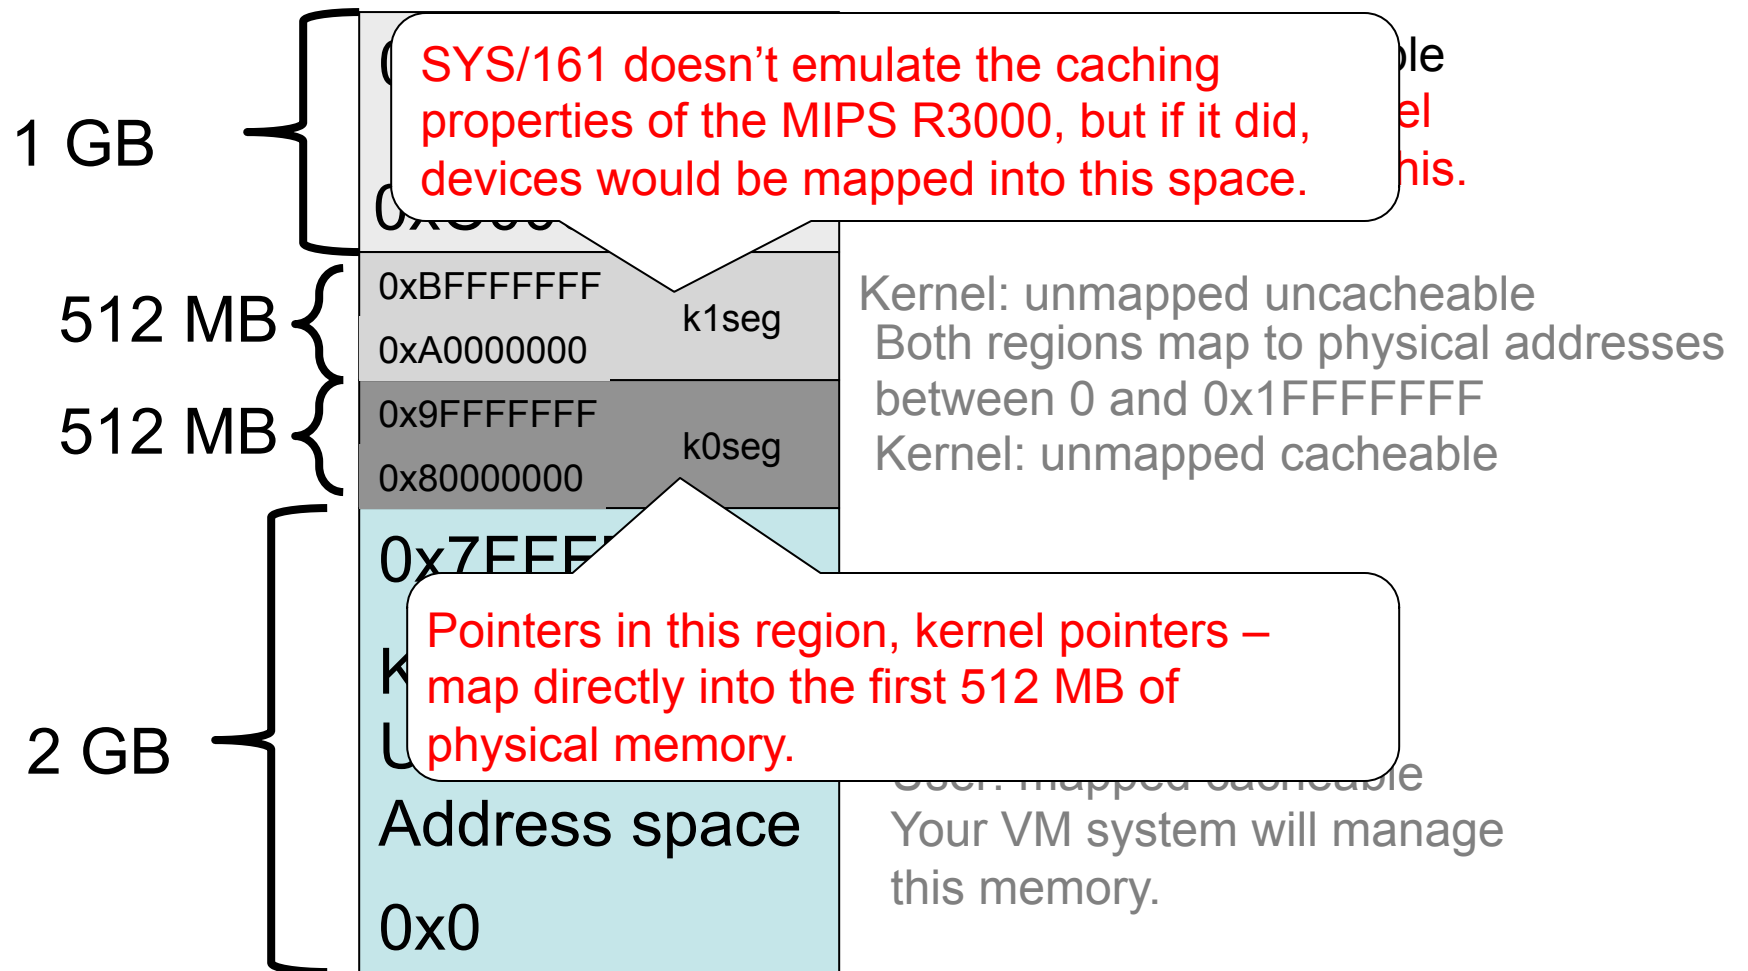 1 GB
SYS/161 doesn’t emulate the caching
properties of the MIPS R3000, but if it did,
devices would be mapped into this space.
his.
512 MB
0xBFFFFFFF
0xA0000000
k1seg
Kernel: unmapped uncacheable
Both regions map to physical addresses
between 0 and 0x1FFFFFFF
Kernel: unmapped cacheable
512 MB
0x9FFFFFFF
0x80000000
k0seg
Pointers in this region, kernel pointers –
map directly into the first 512 MB of
physical memory.
2 GB
Address space
0x0
User: mapped cacheable
Your VM system will manage
this memory.